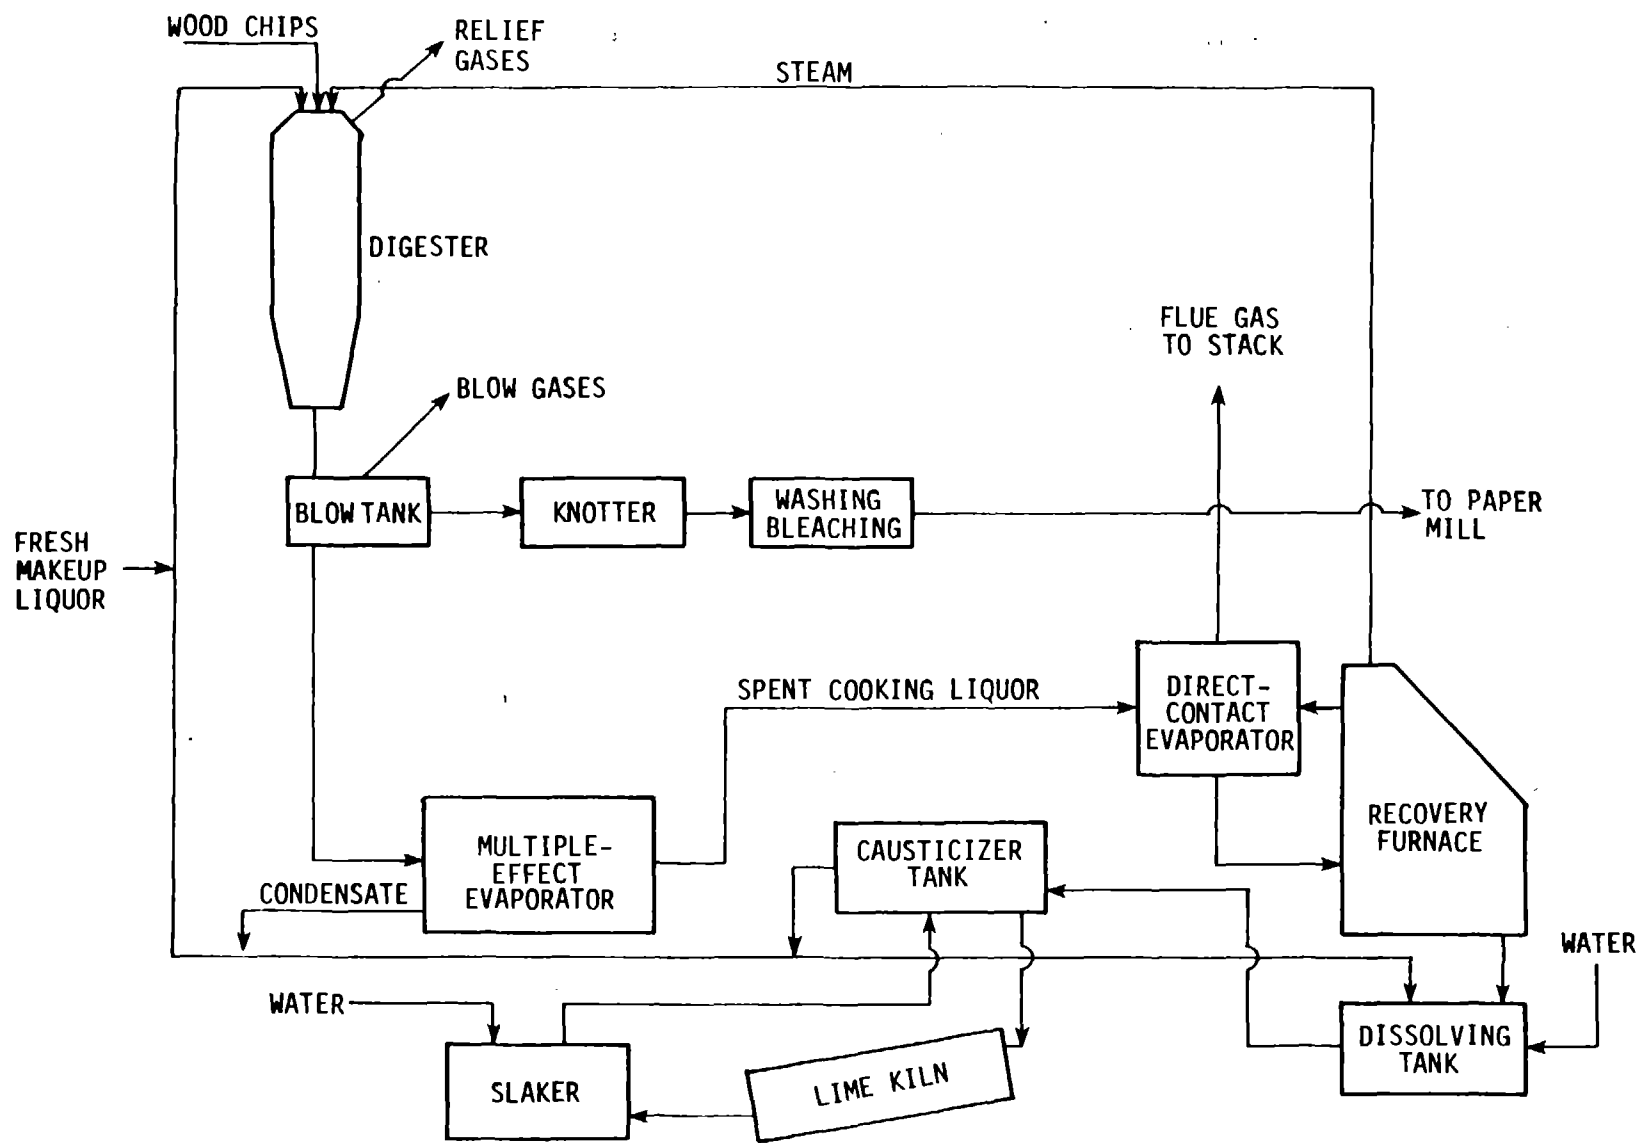 WOOD CHIPS
RELIEF
GASES
STEAM
DIGESTER
FLUE GAS
TO STACK
BLOW GASES
BLOW TANK
KNOTTER
WASHING
BLEACHING
TO PAPER
MILL
FRESH
MAKEUP
LIQUOR
SPENT COOKING LIQUOR
DIRECT-
CONTACT
EVAPORATOR
RECOVERY
FURNACE
MULTIPLE-
EFFECT
EVAPORATOR
CAUSTICIZER
TANK
CONDENSATE
WATER
WATER
DISSOLVING
TANK
SLAKER
LIME KILN